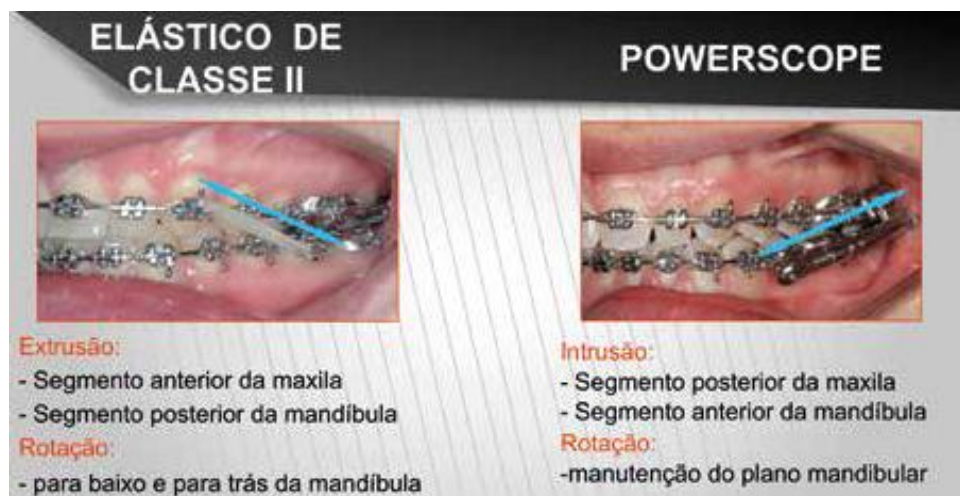 ELÁSTICO DE
CLASSE II
Extrusão:
- Segmento anterior da maxila
- Segmento posterior da mandíbula
Rotação:
- para baixo e para trás da mandíbula
POWERSCOPE
Intrusão:
- Segmento posterior da maxila
- Segmento anterior da mandíbula
Rotação:
-manutenção do plano mandibular